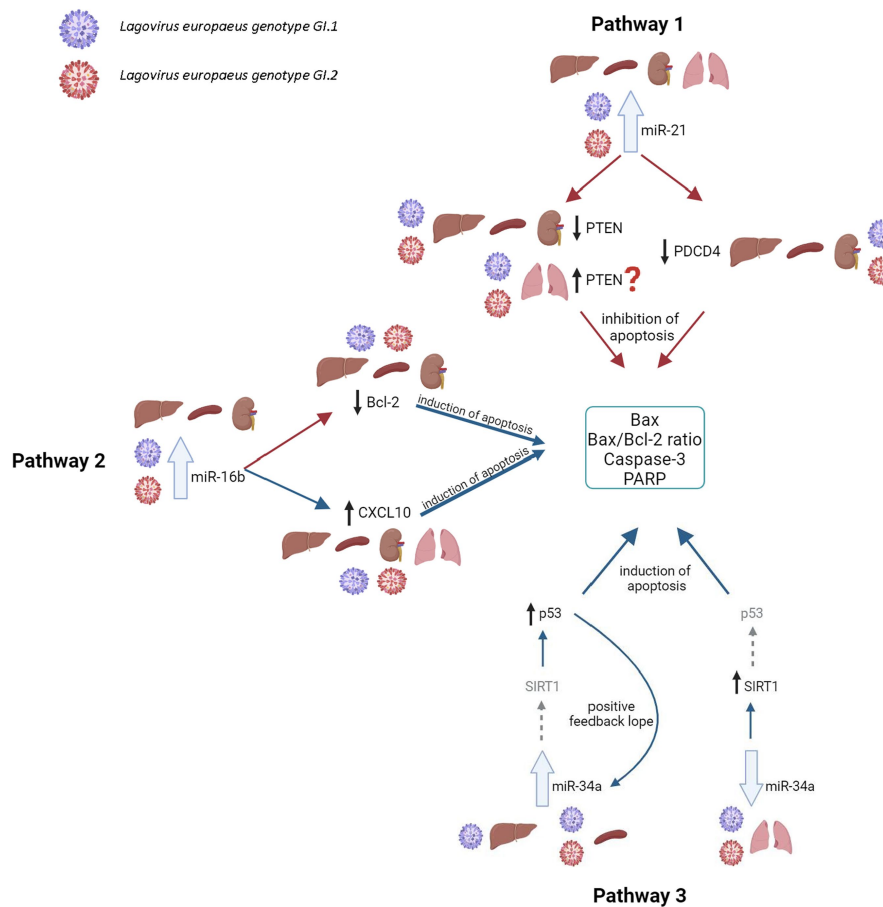 Lagovirus europaeus genotype GI.1
Lagovirus europaeus genotype GI.2
Pathway 1
miR-21
PTEN
PDCD4
PTEN ?
inhibition of
apoptosis
Bcl-2
induction of apoptosis
Bax
Bax/Bcl-2 ratio
Caspase-3
PARP
Pathway 2
miR-16b
induction of apoptosis
CXCL10
induction of
apoptosis
p53
p53
SIRT1
SIRT1
positive
feedback lope
miR-34a
miR-34a
Pathway 3